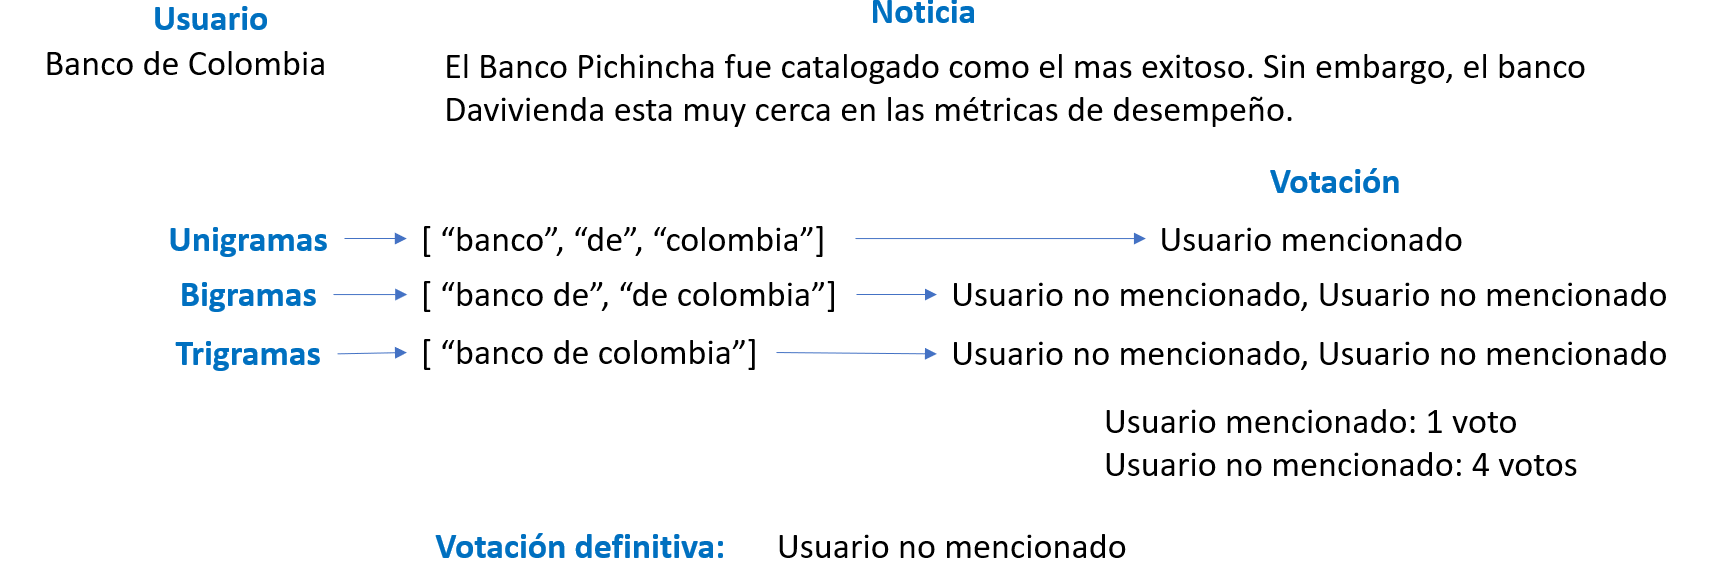 Usuario
Noticia
Banco de Colombia
El Banco Pichincha fue catalogado como el mas exitoso. Sin embargo, el banco
Davivienda esta muy cerca en las métricas de desempeño.
Votación
Unigramas [ “banco”, “de”, “colombia”] Usuario mencionado
Bigramas [ “banco de”, “de colombia”] Usuario no mencionado, Usuario no mencionado
Trigramas [ “banco de colombia”] Usuario no mencionado, Usuario no mencionado
Usuario mencionado: 1 voto
Usuario no mencionado: 4 votos
Votación definitiva: Usuario no mencionado